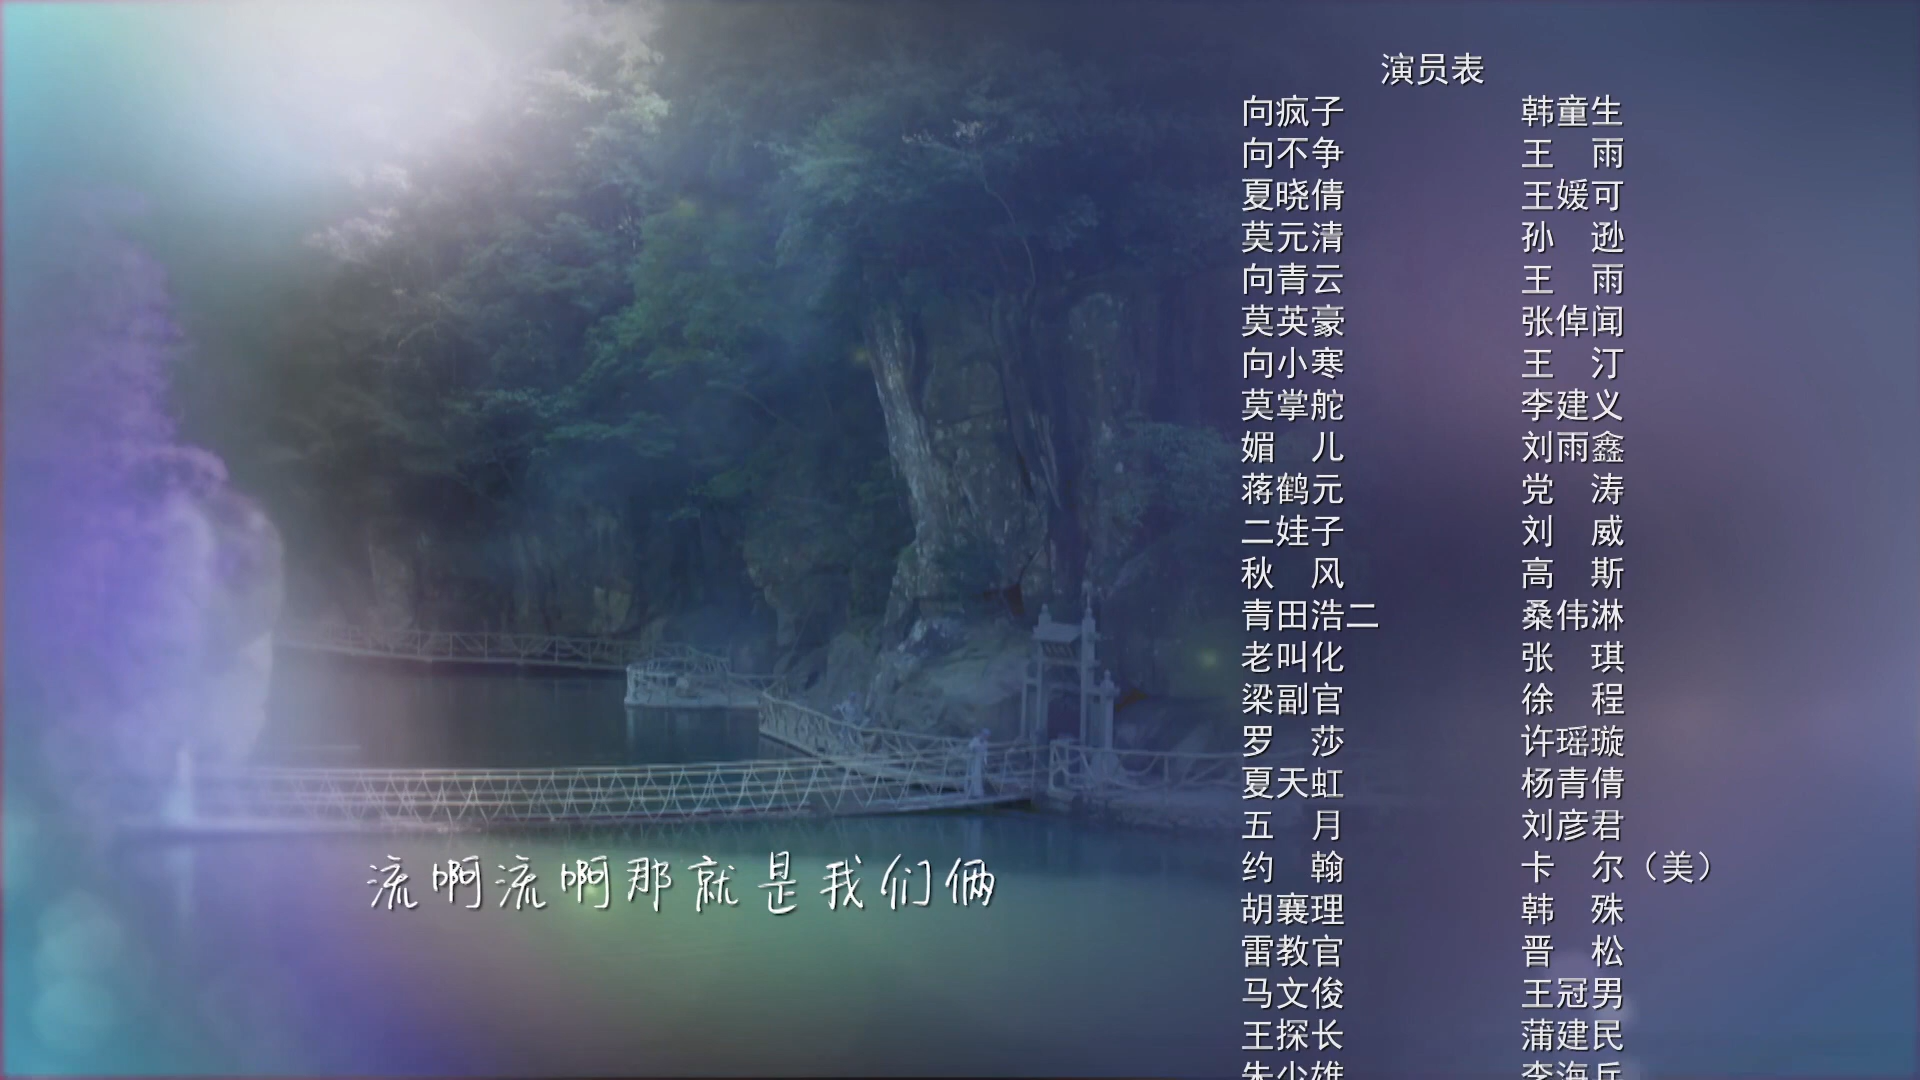 演员表
向疯子 韩童生
向不争 王 雨
夏晓倩 王媛可
莫元清 孙 逊
向青云 王 雨
莫英豪 张倬闻
向小寒 王 汀
莫掌舵 李建义
媚 儿 刘雨鑫
蒋鹤元 党 涛
二娃子 刘 威
秋 风 高 斯
青田浩二 桑伟淋
老叫化 张 琪
梁副官 徐 程
罗 莎 许瑶璇
夏天虹 杨青倩
五 月 刘彦君
约 翰 卡 尔（美）
胡襄理 韩 殊
雷教官 晋 松
马文俊 王冠男
王探长 蒲建民
朱少雄 李海兵
流啊流啊那就是我们俩